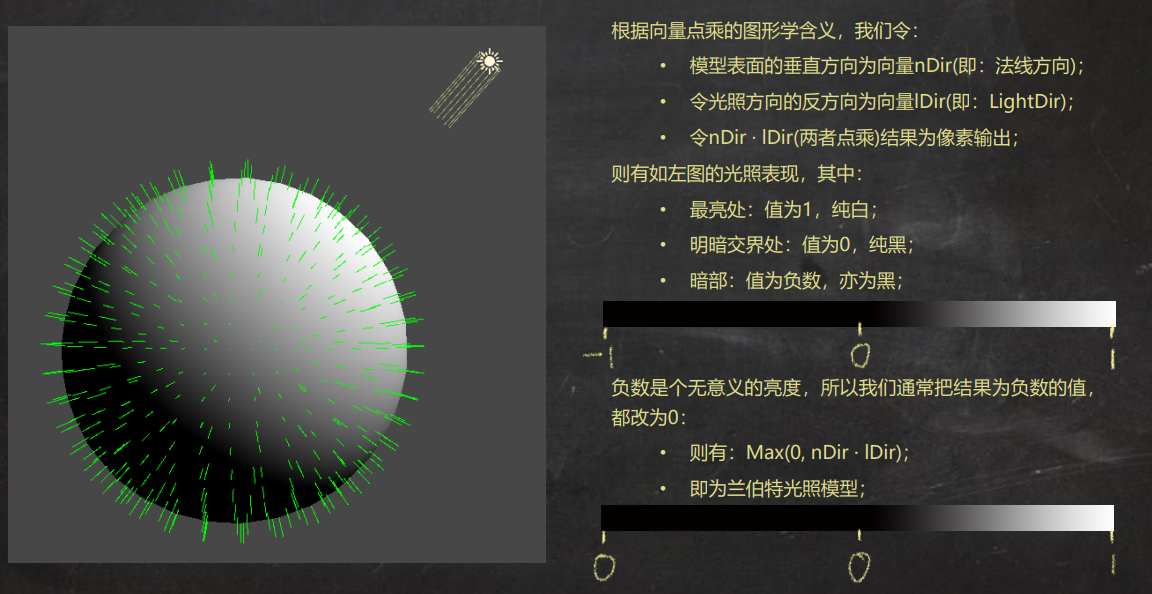 根据向量点乘的图形学含义，我们令：
• 模型表面的垂直方向为向量nDir(即：法线方向)；
• 令光照方向的反方向为向量lDir(即：LightDir)；
• 令nDir · lDir(两者点乘)结果为像素输出；
则有如左图的光照表现，其中：
• 最亮处：值为1，纯白；
• 明暗交界处：值为0，纯黑；
• 暗部：值为负数，亦为黑；
-1 0 1
负数是个无意义的亮度，所以我们通常把结果为负数的值，
都改为0：
• 则有：Max(0, nDir · lDir)；
• 即为兰伯特光照模型；
0 0 1